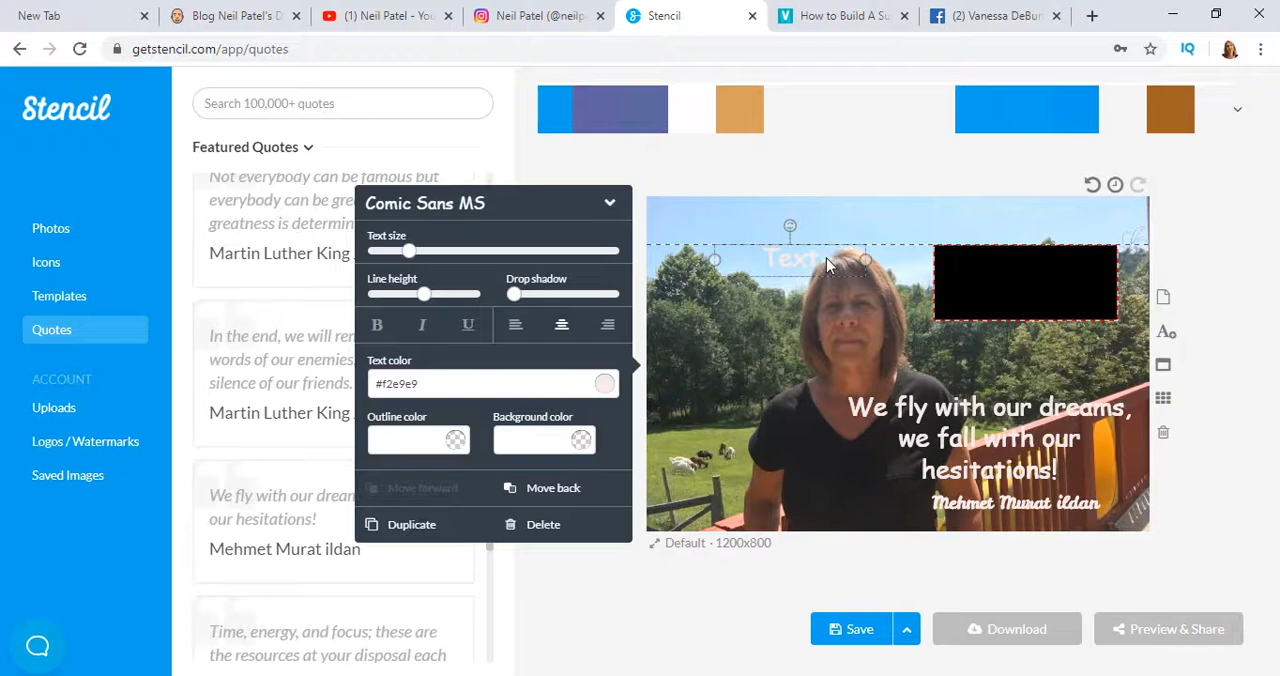 New Tab
Blog Neil Patel's D
(1) Neil Patel - You
Neil Patel (@neilp
Stencil
How to Build A Su
(2) Vanessa DeBur
getstencil.com/app/quotes
IQ
Stencil
Photos
Icons
Templates
Quotes
ACCOUNT
Uploads
Logos / Watermarks
Saved Images
Search 100,000+ quotes
Featured Quotes
Not everybody can be famous but
everybody can be gre
greatness is determin
Martin Luther King
In the end, we will rem
words of our enemies
silence of our friends.
Martin Luther King
We fly with our drean
our hesitations!
Mehmet Murat ildan
Time, energy, and focus; these are
the resources at your disposal each
Comic Sans MS
Text size
Line height
Drop shadow
B I U
Text color
#f2e9e9
Outline color
Background color
Move forward
Move back
Duplicate
Delete
Text
We fly with our dreams,
we fall with our
hesitations!
Mehmet Murat ildan
Default · 1200x800
Save
Download
Preview & Share